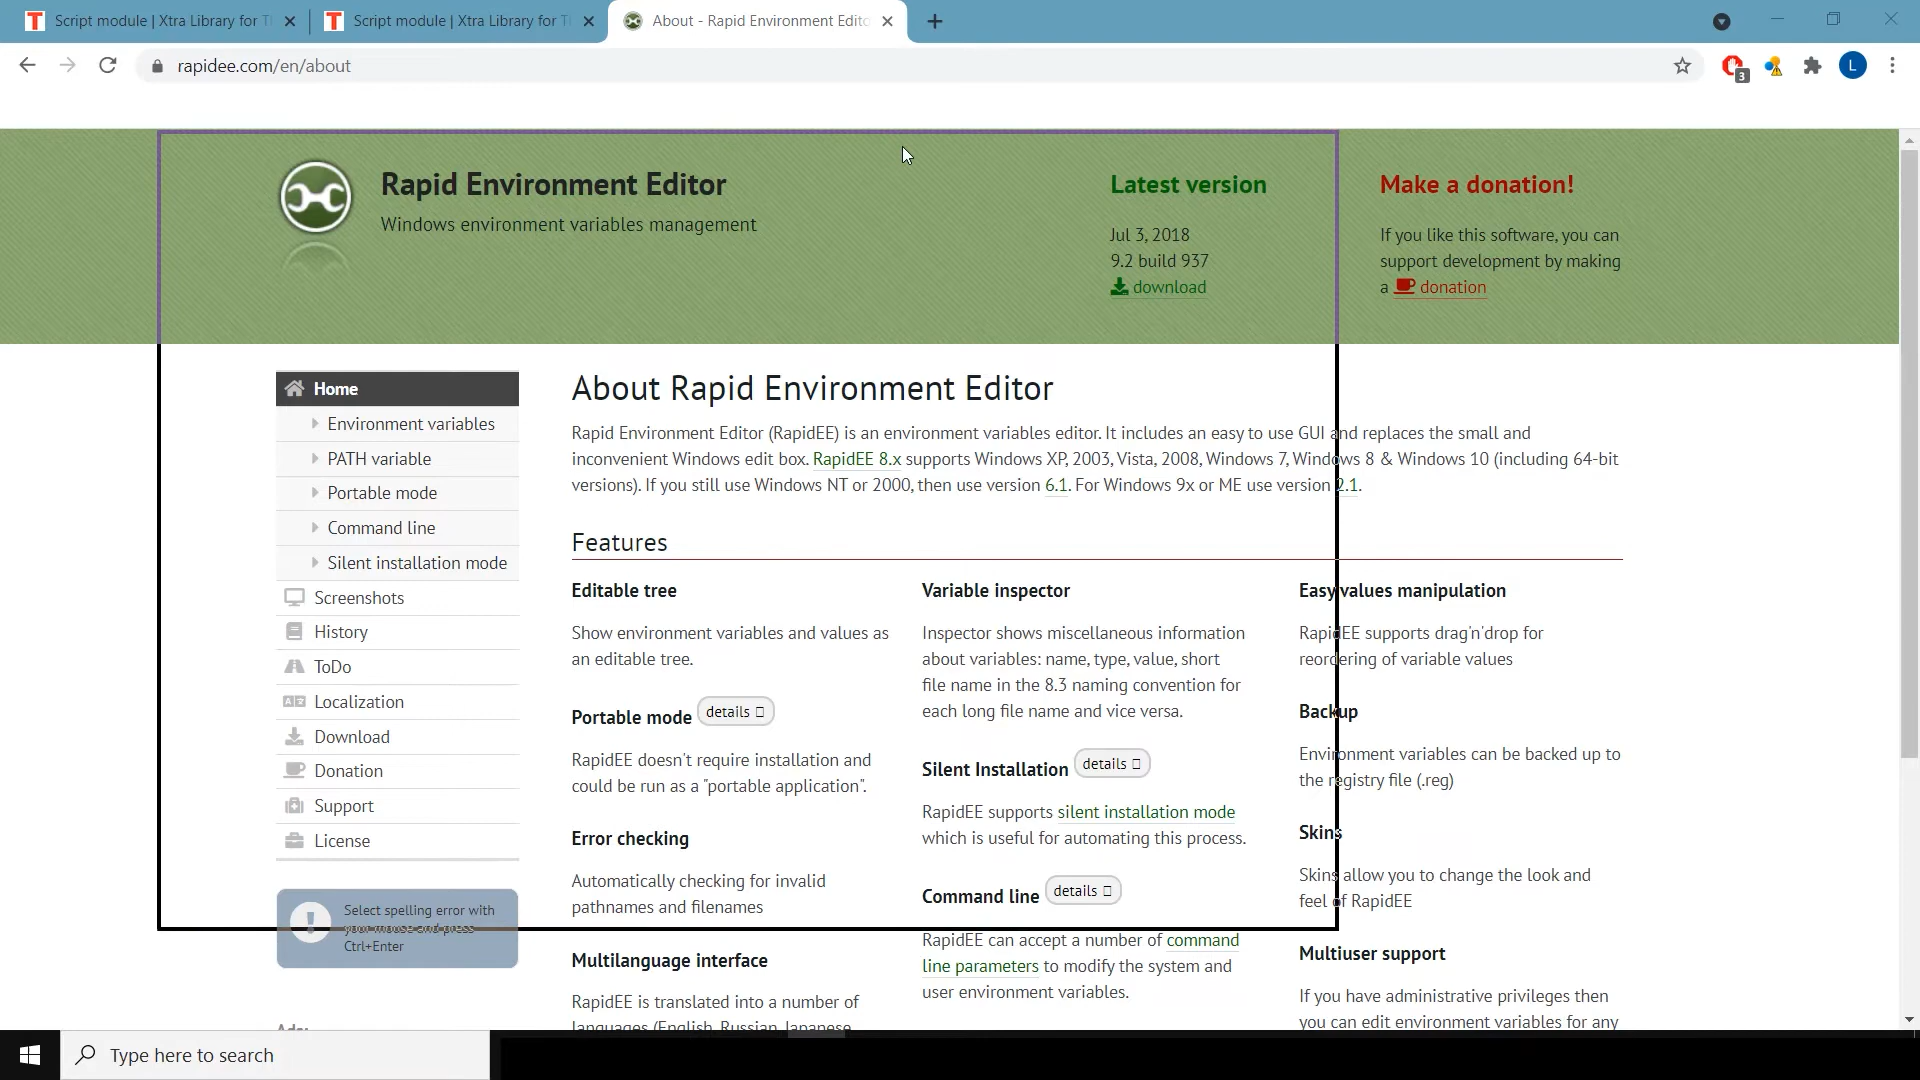 Script module | Xtra Library for T
Script module | Xtra Library for T
About - Rapid Environment Edito
rapidee.com/en/about
3
L
Rapid Environment Editor
Windows environment variables management
Latest version
Jul 3, 2018
9.2 build 937
download
Make a donation!
If you like this software, you can
support development by making
a donation
Home
Environment variables
PATH variable
Portable mode
Command line
Silent installation mode
Screenshots
History
ToDo
Localization
Download
Donation
Support
License
Select spelling error with
your mouse and press
Ctrl+Enter
About Rapid Environment Editor
Rapid Environment Editor (RapidEE) is an environment variables editor. It includes an easy to use GUI and replaces the small and
inconvenient Windows edit box. RapidEE 8.x supports Windows XP, 2003, Vista, 2008, Windows 7, Windows 8 & Windows 10 (including 64-bit
versions). If you still use Windows NT or 2000, then use version 6.1. For Windows 9x or ME use version 2.1.
Features
Editable tree
Show environment variables and values as
an editable tree.
Portable mode details
RapidEE doesn't require installation and
could be run as a "portable application".
Error checking
Automatically checking for invalid
pathnames and filenames
Multilanguage interface
RapidEE is translated into a number of
languages (English, Russian, Japanese
Variable inspector
Inspector shows miscellaneous information
about variables: name, type, value, short
file name in the 8.3 naming convention for
each long file name and vice versa.
Silent Installation details
RapidEE supports silent installation mode
which is useful for automating this process.
Command line details
RapidEE can accept a number of command
line parameters to modify the system and
user environment variables.
Easy values manipulation
RapidEE supports drag'n'drop for
reordering of variable values
Backup
Environment variables can be backed up to
the registry file (.reg)
Skins
Skins allow you to change the look and
feel of RapidEE
Multiuser support
If you have administrative privileges then
you can edit environment variables for any
Type here to search